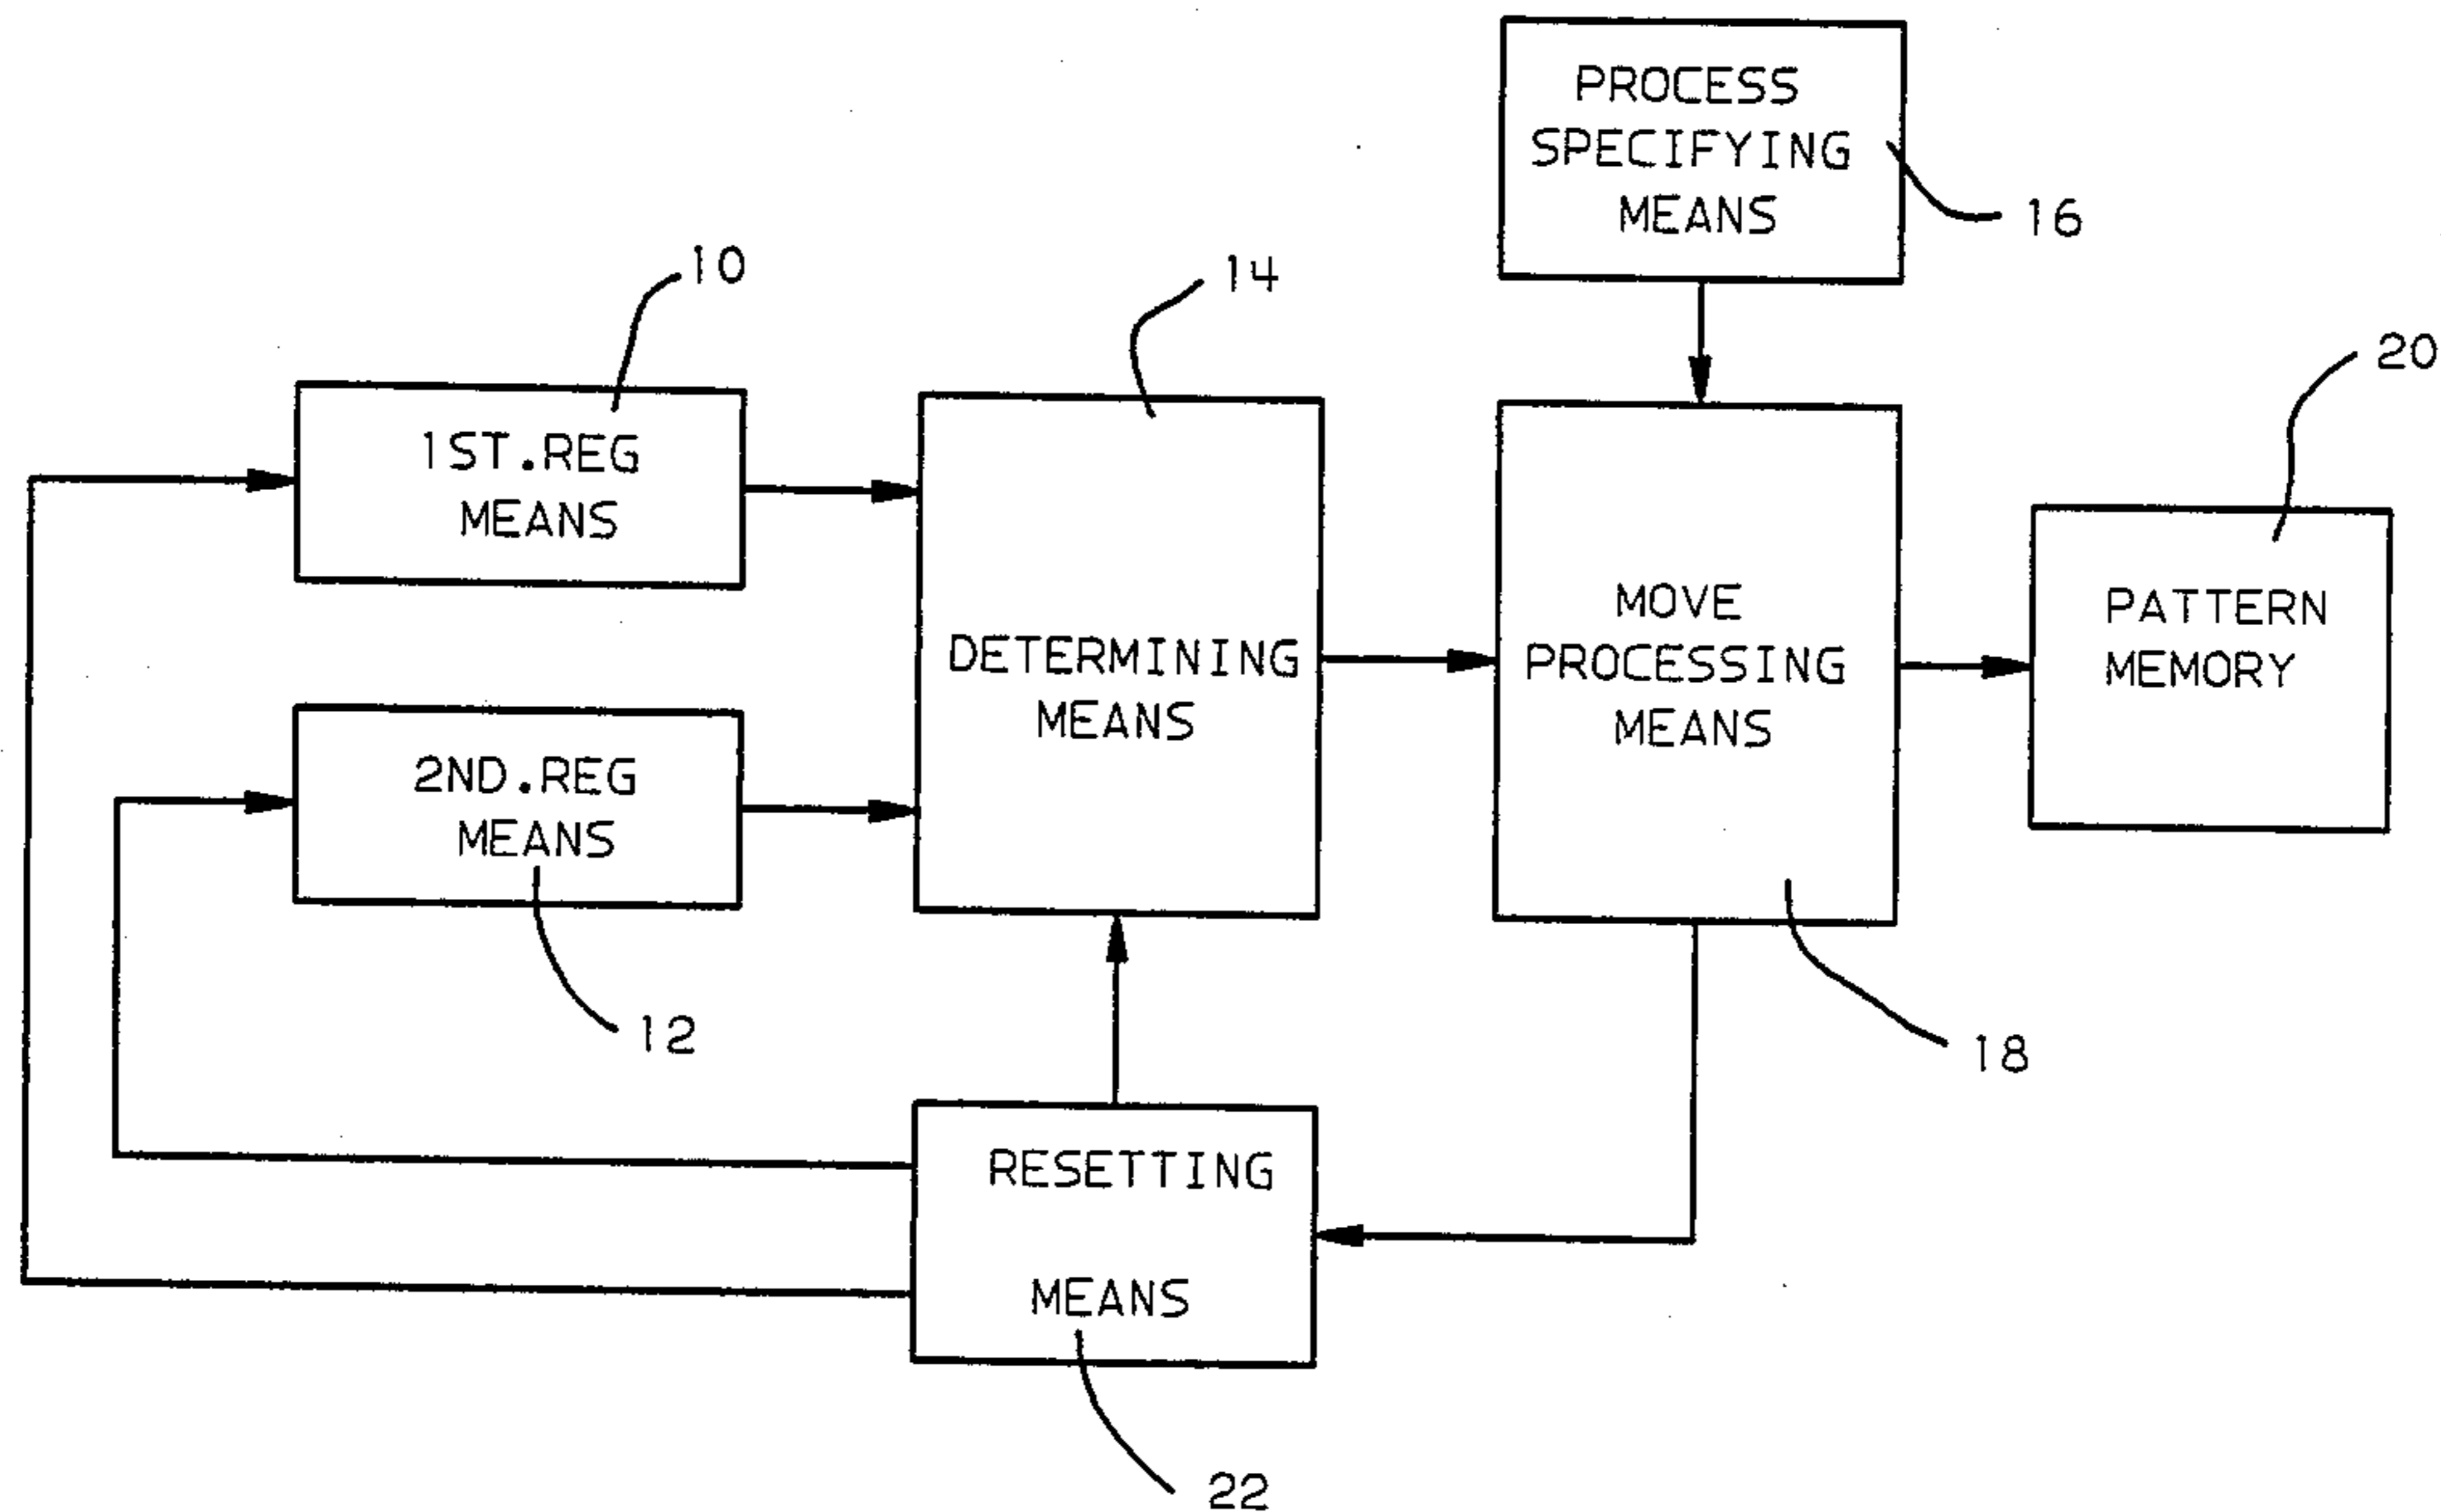 PROCESS
SPECIFYING
MEANS
16
10
14
20
1ST.REG
MEANS
DETERMINING
MEANS
MOVE
PROCESSING
MEANS
PATTERN
MEMORY
2ND.REG
MEANS
12
18
RESETTING
MEANS
22